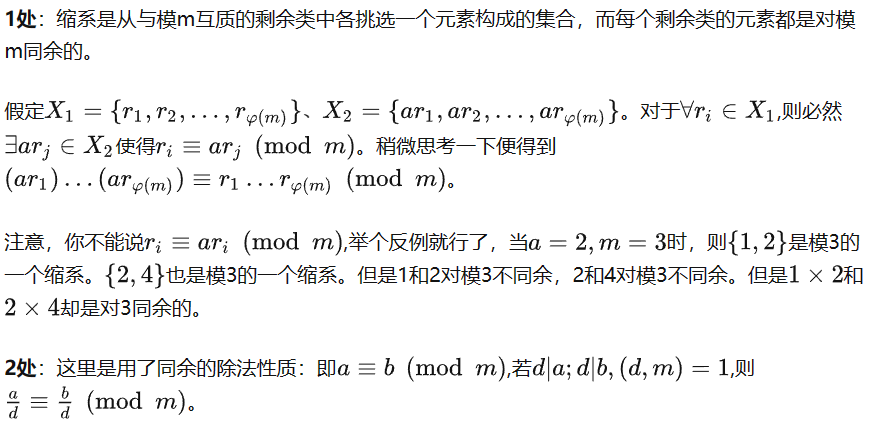 1处：缩系是从与模m互质的剩余类中各挑选一个元素构成的集合，而每个剩余类的元素都是对模
m同余的。
假定$X_1 = \{r_1, r_2, \ldots, r_{\varphi(m)}\}$、$X_2 = \{ar_1, ar_2, \ldots, ar_{\varphi(m)}\}$。对于$\forall r_i \in X_1$,则必然
$\exists ar_j \in X_2$使得$r_i \equiv ar_j \pmod m$。稍微思考一下便得到
$(ar_1) \ldots (ar_{\varphi(m)}) \equiv r_1 \ldots r_{\varphi(m)} \pmod m$。
注意，你不能说$r_i \equiv ar_i \pmod m$,举个反例就行了，当$a = 2, m = 3$时，则$\{1, 2\}$是模3的
一个缩系。$\{2, 4\}$也是模3的一个缩系。但是1和2对模3不同余，2和4对模3不同余。但是$1 \times 2$和
$2 \times 4$却是对3同余的。
2处：这里是用了同余的除法性质：即$a \equiv b \pmod m$,若$d|a; d|b, (d, m) = 1$,则
$\frac{a}{d} \equiv \frac{b}{d} \pmod m$。